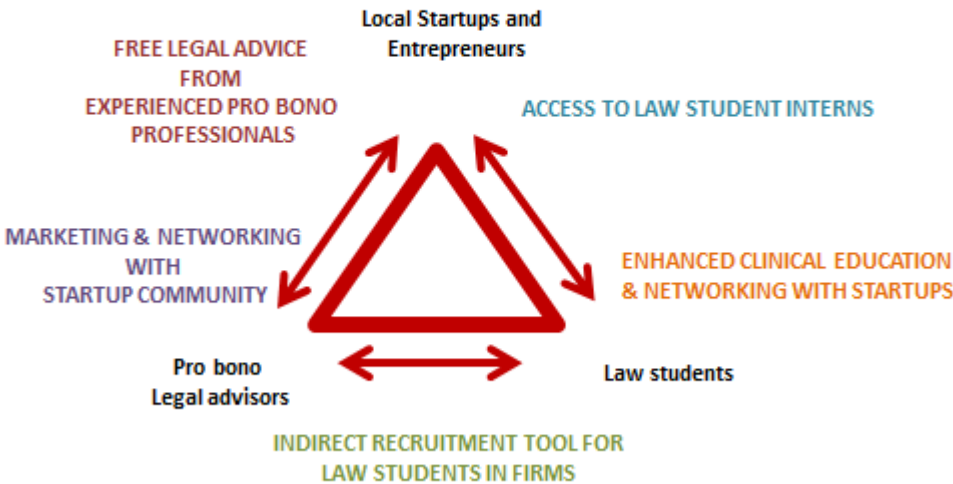 Local Startups and
Entrepreneurs
FREE LEGAL ADVICE
FROM
EXPERIENCED PRO BONO
PROFESSIONALS
ACCESS TO LAW STUDENT INTERNS
MARKETING & NETWORKING
WITH
STARTUP COMMUNITY
ENHANCED CLINICAL EDUCATION
& NETWORKING WITH STARTUPS
Pro bono
Legal advisors
Law students
INDIRECT RECRUITMENT TOOL FOR
LAW STUDENTS IN FIRMS